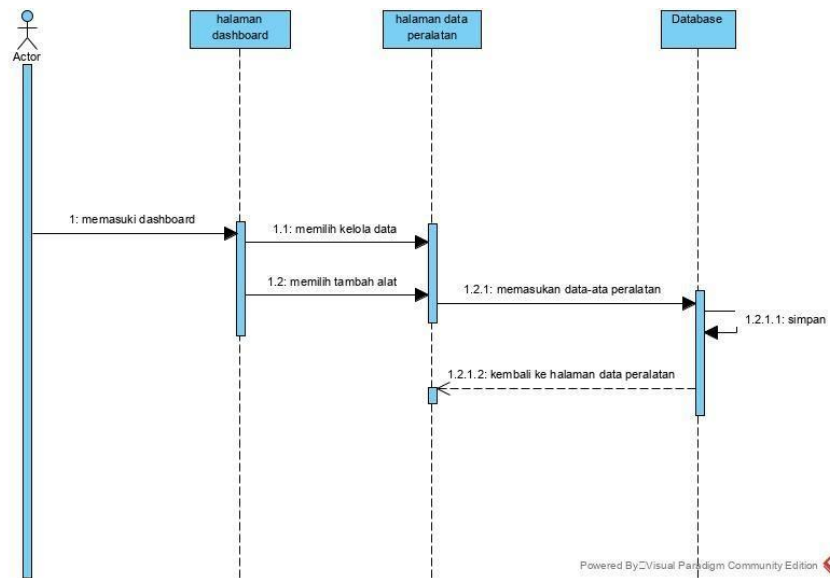 Actor
halaman
dashboard
halaman data
peralatan
Database
1: memasuki dashboard
1.1: memilih kelola data
1.2: memilih tambah alat
1.2.1: memasukan data-ata peralatan
1.2.1.1: simpan
1.2.1.2: kembali ke halaman data peralatan
Powered By Visual Paradigm Community Edition